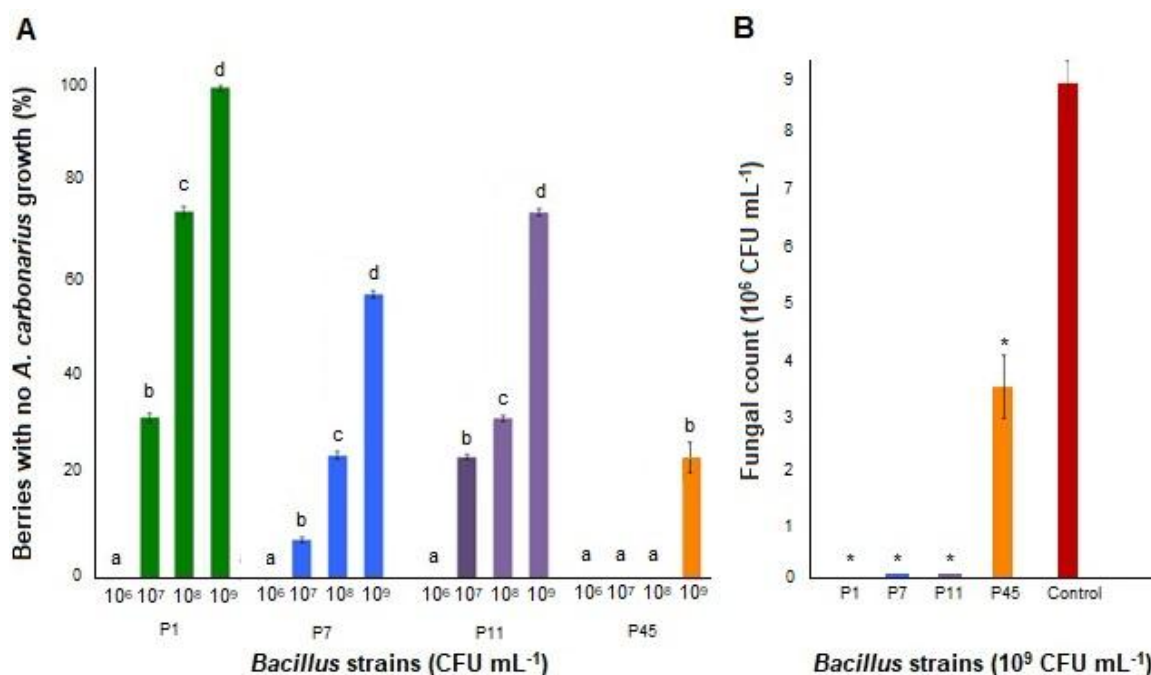 A
Berries with no A. carbonarius growth (%)
100
80
60
40
20
0
a b c d
a b c d
a b c d
a a a b
10⁶ 10⁷ 10⁸ 10⁹
10⁶ 10⁷ 10⁸ 10⁹
10⁶ 10⁷ 10⁸ 10⁹
10⁶ 10⁷ 10⁸ 10⁹
P1 P7 P11 P45
Bacillus strains (CFU mL⁻¹)
B
Fungal count (10⁶ CFU mL⁻¹)
9
8
7
6
5
4
3
2
1
0
* * * *
P1 P7 P11 P45 Control
Bacillus strains (10⁹ CFU mL⁻¹)